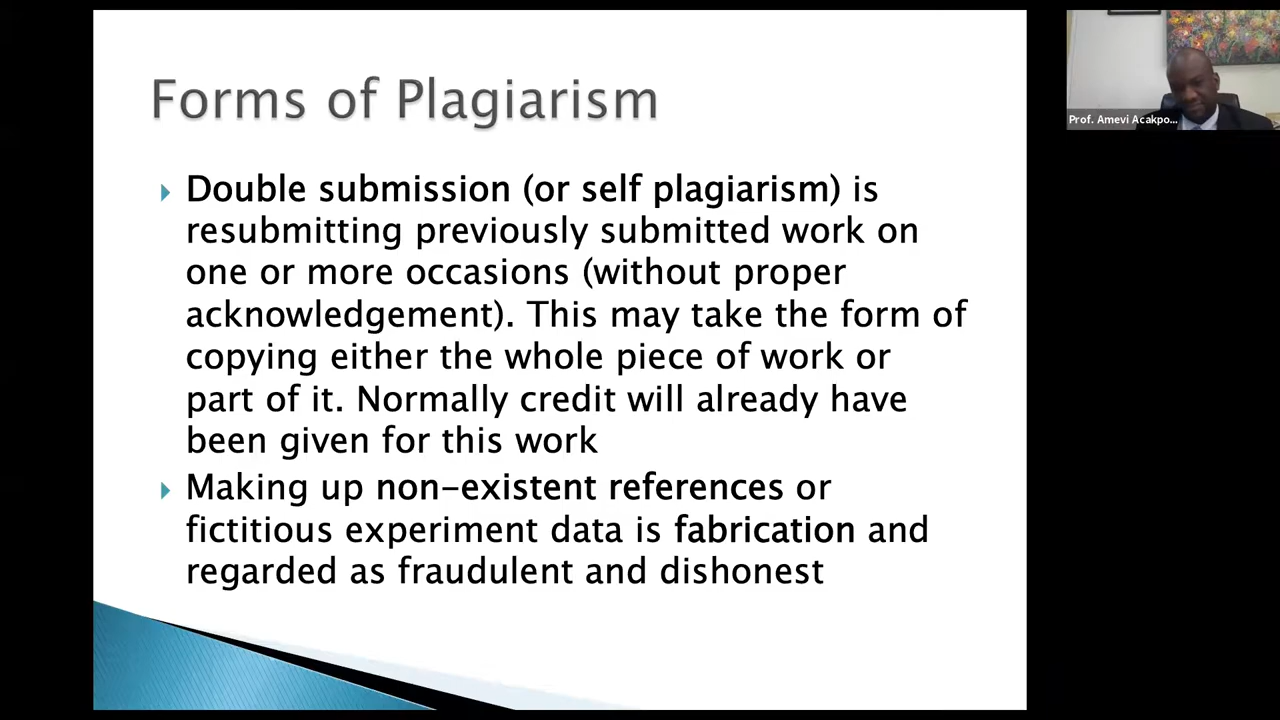 Forms of Plagiarism
Double submission (or self plagiarism) is
resubmitting previously submitted work on
one or more occasions (without proper
acknowledgement). This may take the form of
copying either the whole piece of work or
part of it. Normally credit will already have
been given for this work
Making up non-existent references or
fictitious experiment data is fabrication and
regarded as fraudulent and dishonest
Prof. Amevi Acakpo...